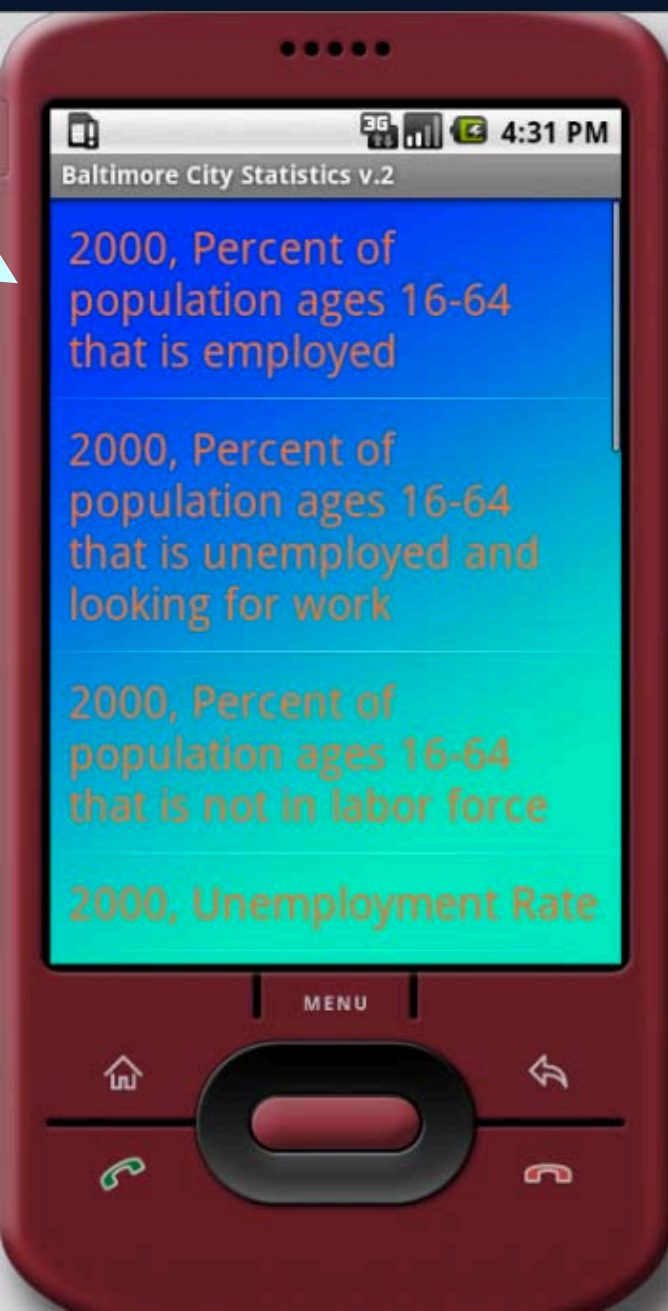 3G 4:31 PM
Baltimore City Statistics v.2
2000, Percent of
population ages 16-64
that is employed
2000, Percent of
population ages 16-64
that is unemployed and
looking for work
2000, Percent of
population ages 16-64
that is not in labor force
2000, Unemployment Rate
MENU